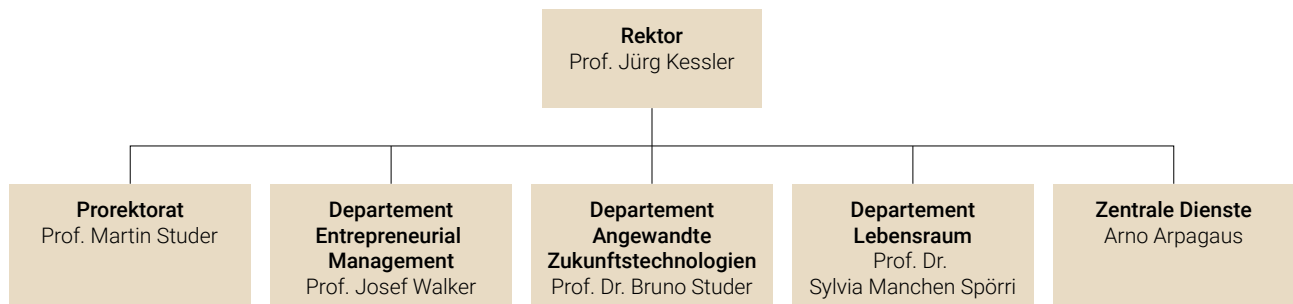 Rektor
Prof. Jürg Kessler
Prorektorat
Prof. Martin Studer
Departement
Entrepreneurial
Management
Prof. Josef Walker
Departement
Angewandte
Zukunftstechnologien
Prof. Dr. Bruno Studer
Departement
Lebensraum
Prof. Dr.
Sylvia Manchen Spörri
Zentrale Dienste
Arno Arpagaus